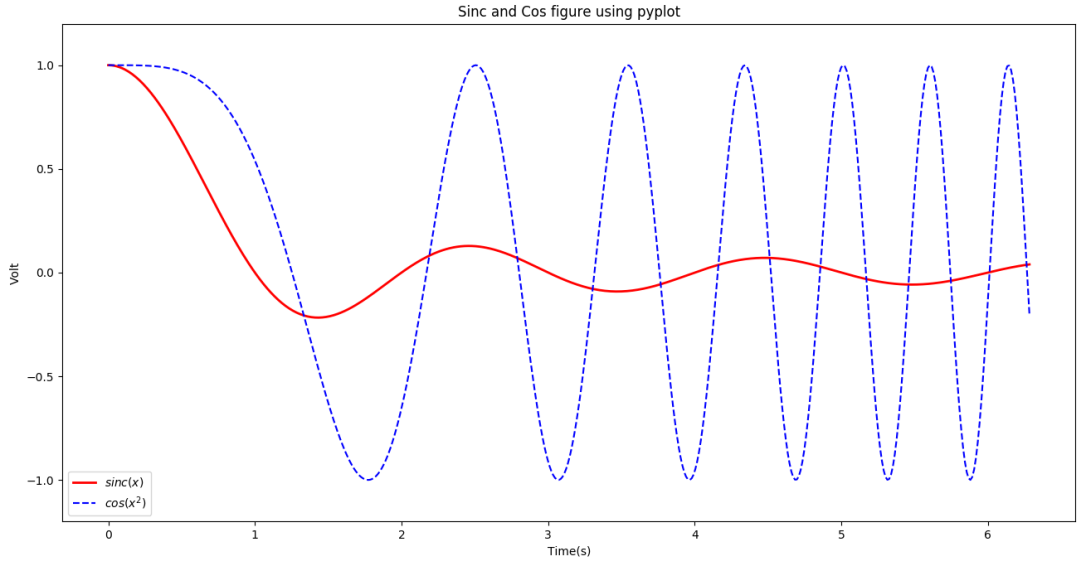 Sinc and Cos figure using pyplot
1.0
0.5
0.0
−0.5
−1.0
Volt
sinc(x)
cos(x²)
0 1 2 3 4 5 6
Time(s)